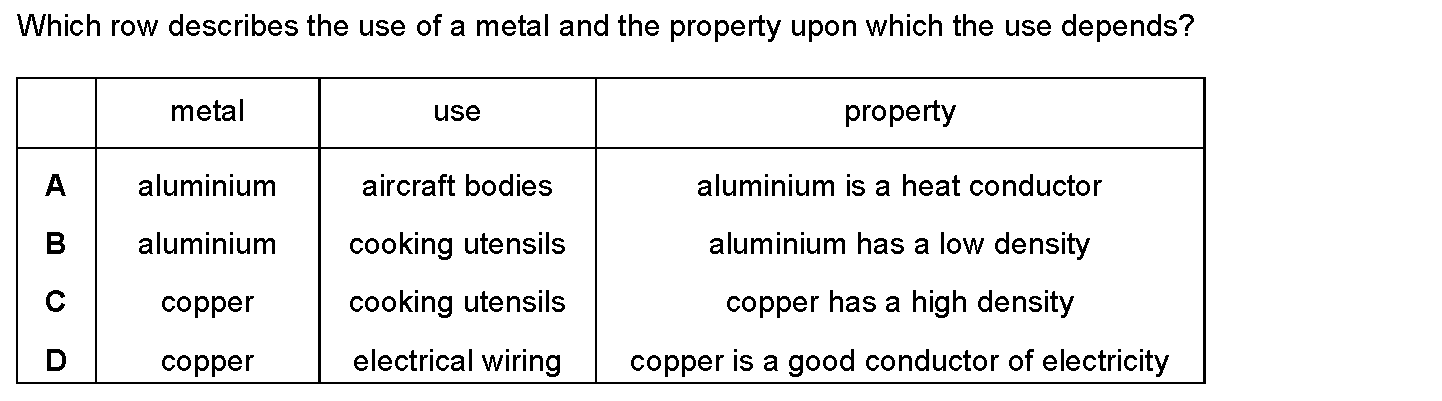 Which row describes the use of a metal and the property upon which the use depends?
metal use property
A aluminium aircraft bodies aluminium is a heat conductor
B aluminium cooking utensils aluminium has a low density
C copper cooking utensils copper has a high density
D copper electrical wiring copper is a good conductor of electricity